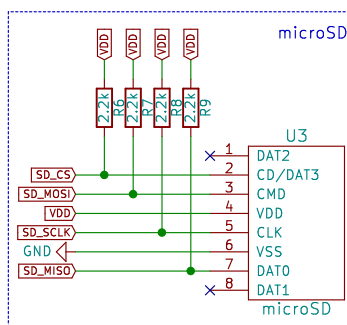 microSD
VDD VDD VDD VDD
2.2k R6 2.2k R7 2.2k R8 2.2k R9
U3
1 DAT2
SD_CS 2 CD/DAT3
SD_MOSI 3 CMD
VDD 4 VDD
SD_SCLK 5 CLK
GND 6 VSS
SD_MISO 7 DAT0
8 DAT1
microSD